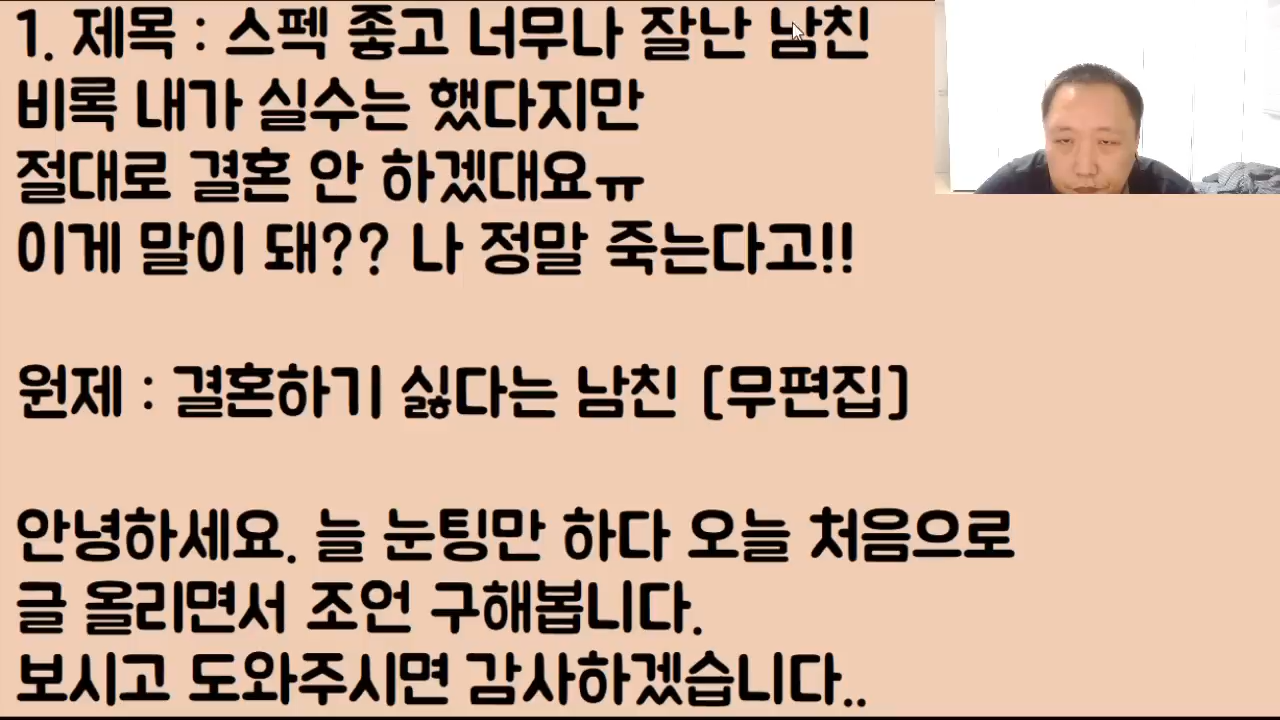 1. 제목 : 스펙 좋고 너무나 잘난 남친
비록 내가 실수는 했다지만
절대로 결혼 안 하겠대요ㅠ
이게 말이 돼?? 나 정말 죽는다고!!
원제 : 결혼하기 싫다는 남친 [무편집]
안녕하세요. 늘 눈팅만 하다 오늘 처음으로
글 올리면서 조언 구해봅니다.
보시고 도와주시면 감사하겠습니다..